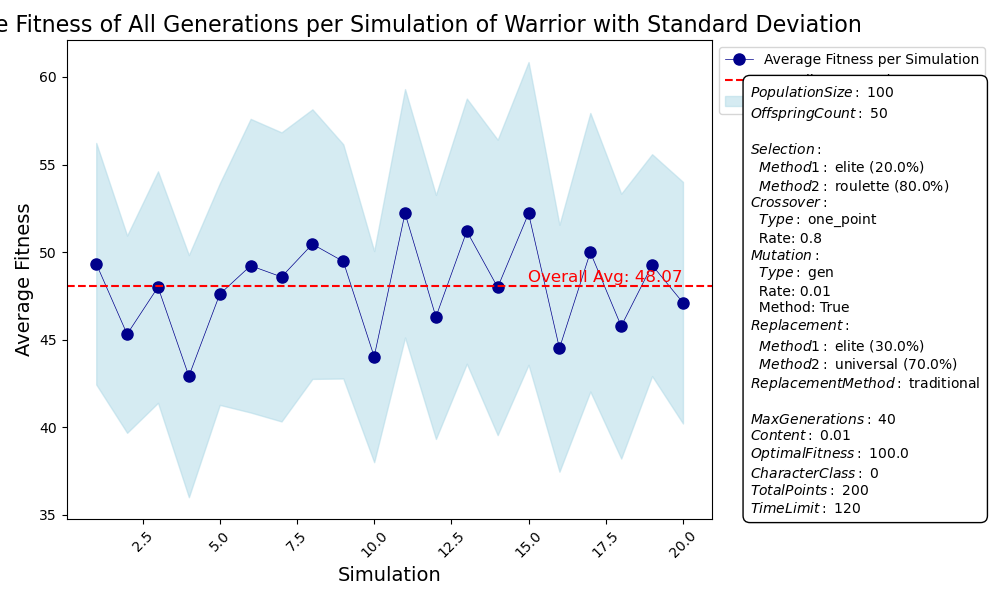 e Fitness of All Generations per Simulation of Warrior with Standard Deviation
Average Fitness per Simulation
PopulationSize: 100
OffspringCount: 50
Selection:
Method1: elite (20.0%)
Method2: roulette (80.0%)
Crossover:
Type: one_point
Rate: 0.8
Mutation:
Type: gen
Rate: 0.01
Method: True
Replacement:
Method1: elite (30.0%)
Method2: universal (70.0%)
ReplacementMethod: traditional
MaxGenerations: 40
Content: 0.01
OptimalFitness: 100.0
CharacterClass: 0
TotalPoints: 200
TimeLimit: 120
Overall Avg: 48.07
Average Fitness
60
55
50
45
40
35
2.5
5.0
7.5
10.0
12.5
15.0
17.5
20.0
Simulation